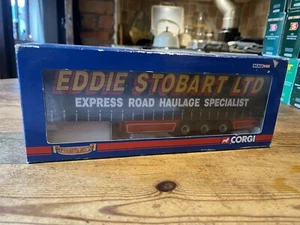 EDDIE STOBART LTD
EXPRESS ROAD HAULAGE SPECIALIST
CORGI